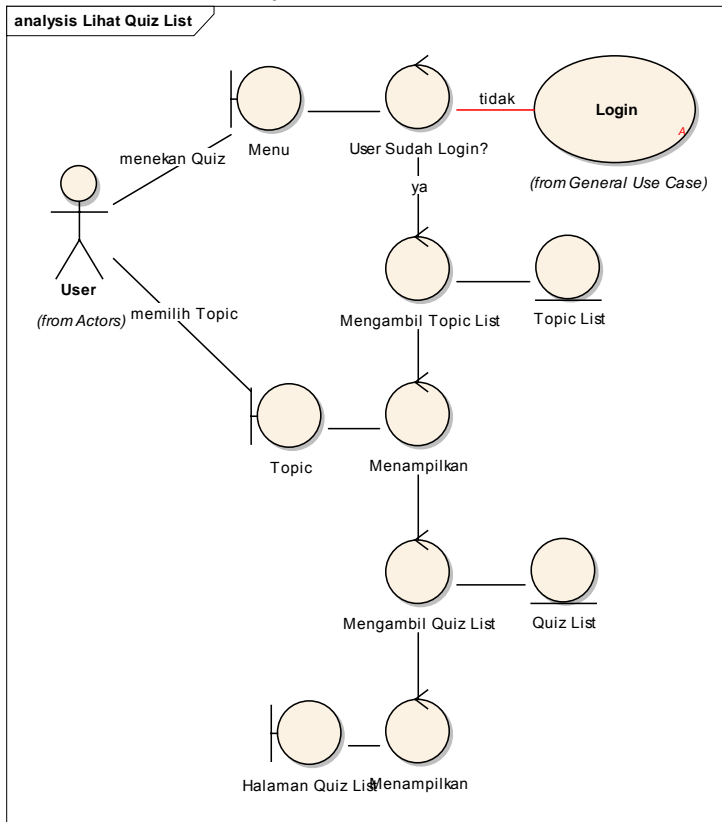 analysis Lihat Quiz List
tidak
Login
A
menekan Quiz
Menu
User Sudah Login?
(from General Use Case)
ya
User
(from Actors)
memilih Topic
Mengambil Topic List
Topic List
Topic
Menampilkan
Mengambil Quiz List
Quiz List
Halaman Quiz List
Menampilkan